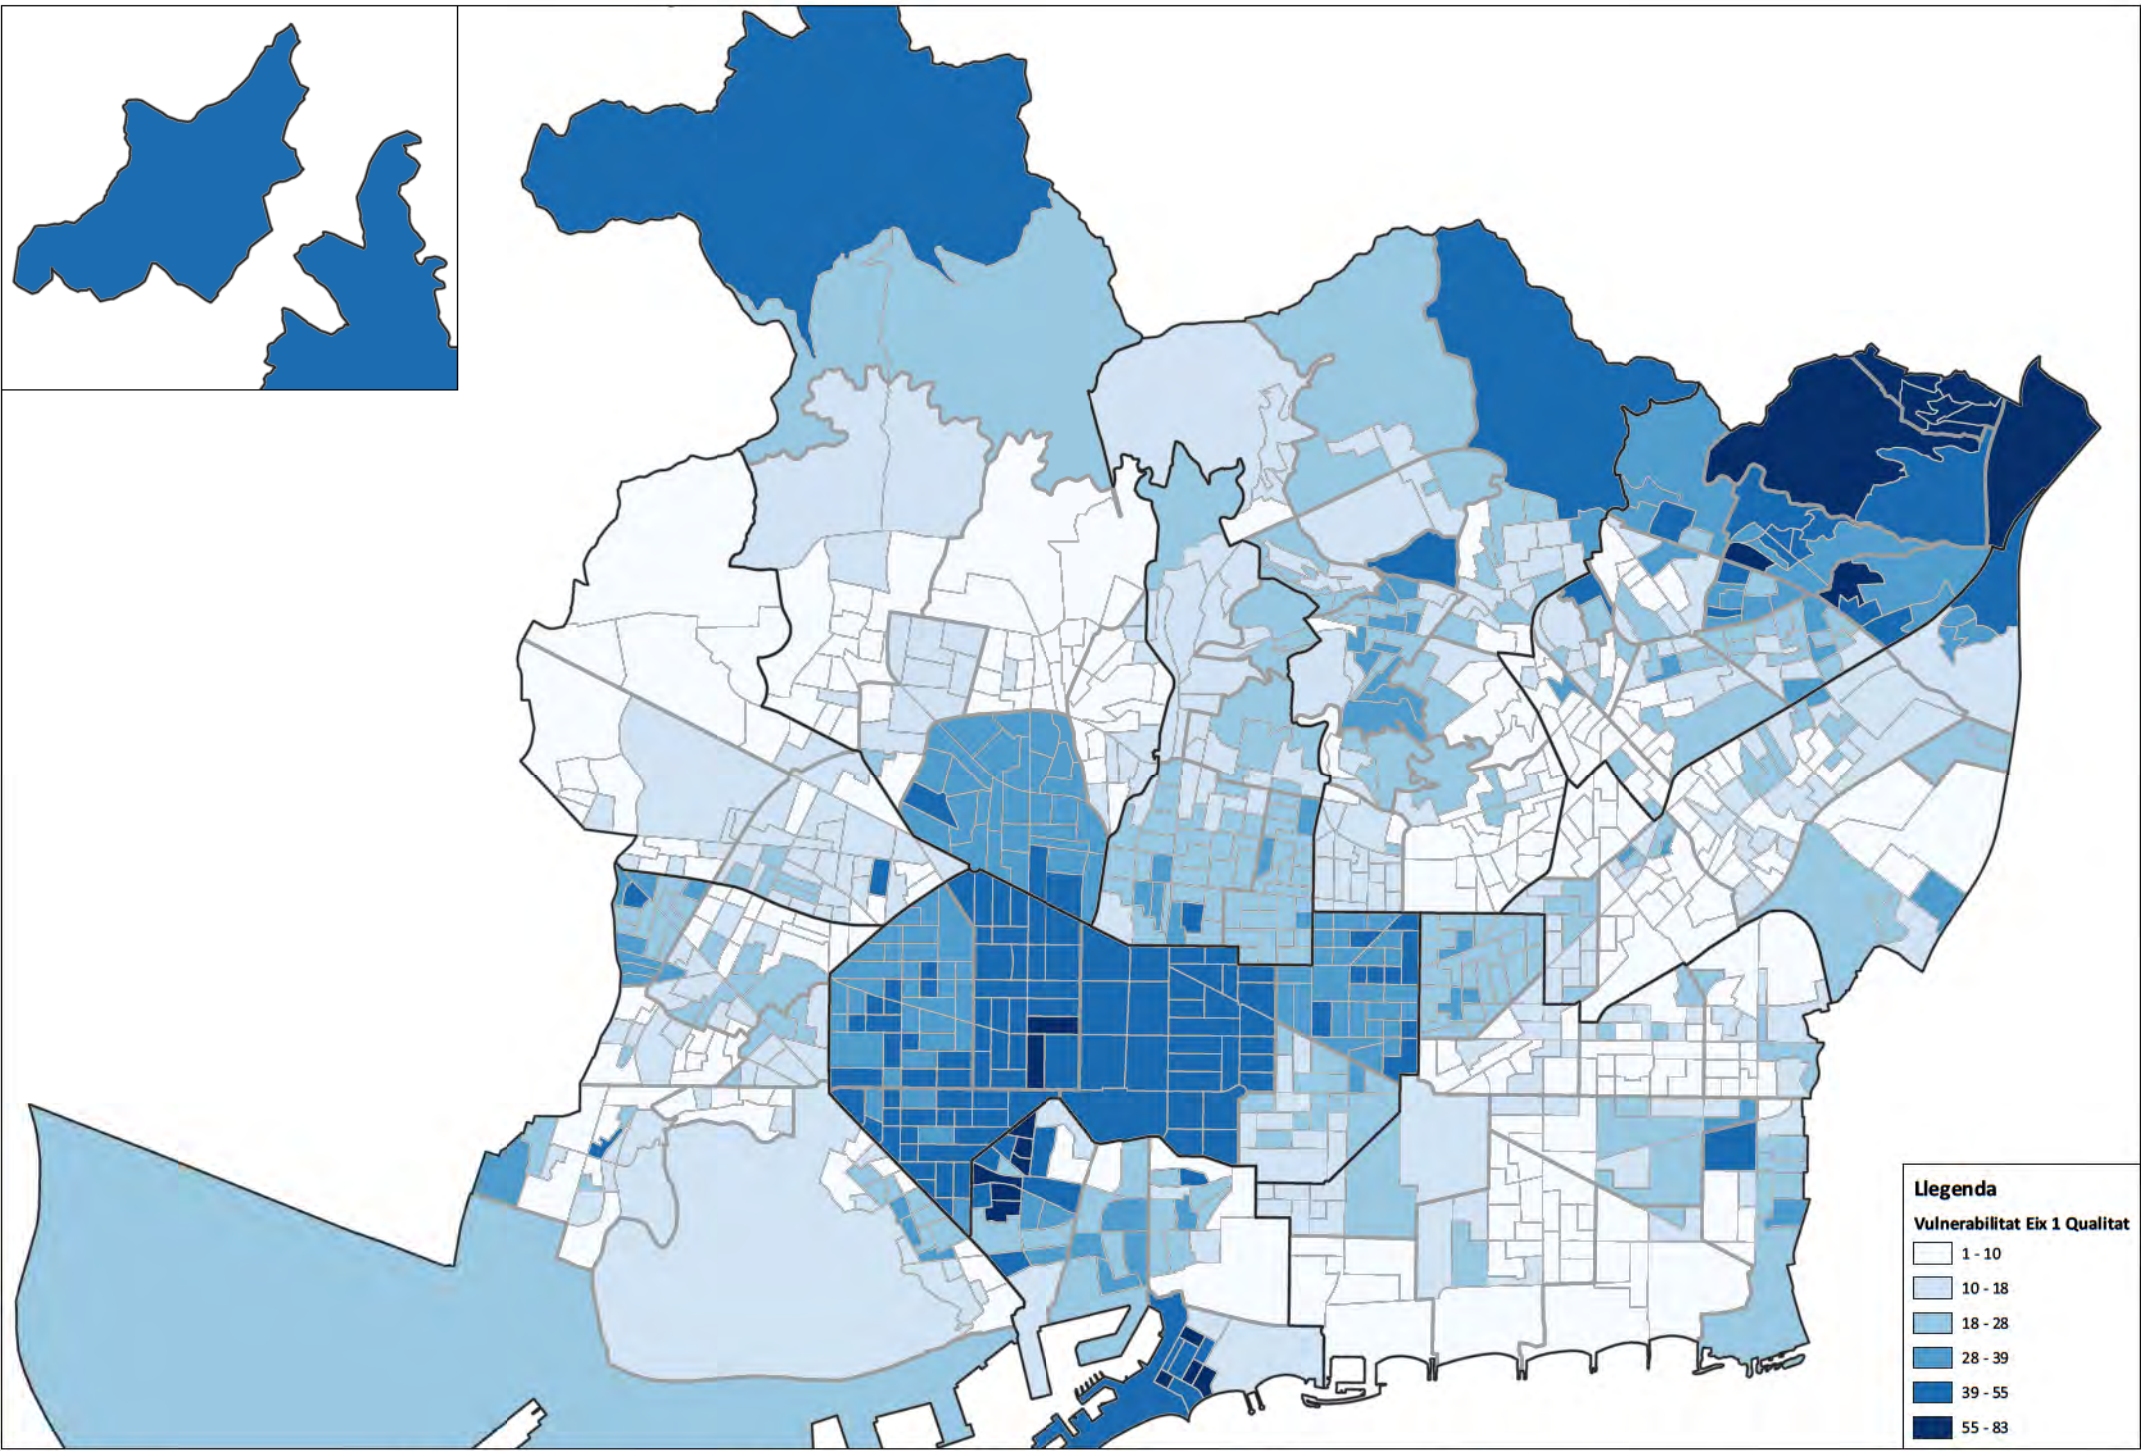 Llegenda
Vulnerabilitat Eix 1 Qualitat
1 - 10
10 - 18
18 - 28
28 - 39
39 - 55
55 - 83